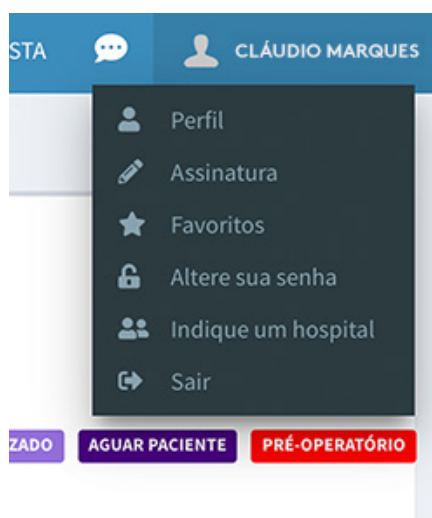 STA CLÁUDIO MARQUES
Perfil
Assinatura
Favoritos
Altere sua senha
Indique um hospital
Sair
ZADO AGUAR PACIENTE PRÉ-OPERATÓRIO